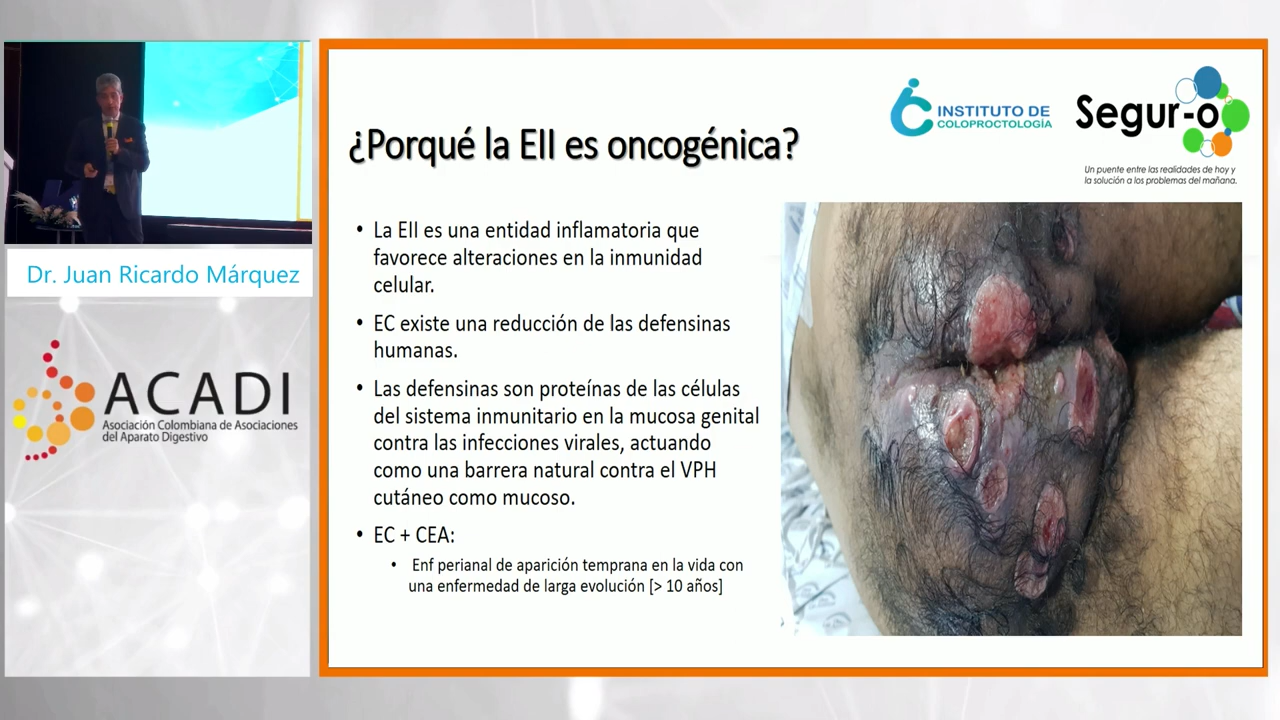 INSTITUTO DE
COLOPROCTOLOGÍA
Segur-o
Un puente entre las realidades de hoy y
la solución a los problemas del mañana.
¿Porqué la EII es oncogénica?
• La EII es una entidad inflamatoria que
favorece alteraciones en la inmunidad
celular.
• EC existe una reducción de las defensinas
humanas.
• Las defensinas son proteínas de las células
del sistema inmunitario en la mucosa genital
contra las infecciones virales, actuando
como una barrera natural contra el VPH
cutáneo como mucoso.
• EC + CEA:
• Enf perianal de aparición temprana en la vida con
una enfermedad de larga evolución [> 10 años]
Dr. Juan Ricardo Márquez
ACADI
Asociación Colombiana de Asociaciones
del Aparato Digestivo